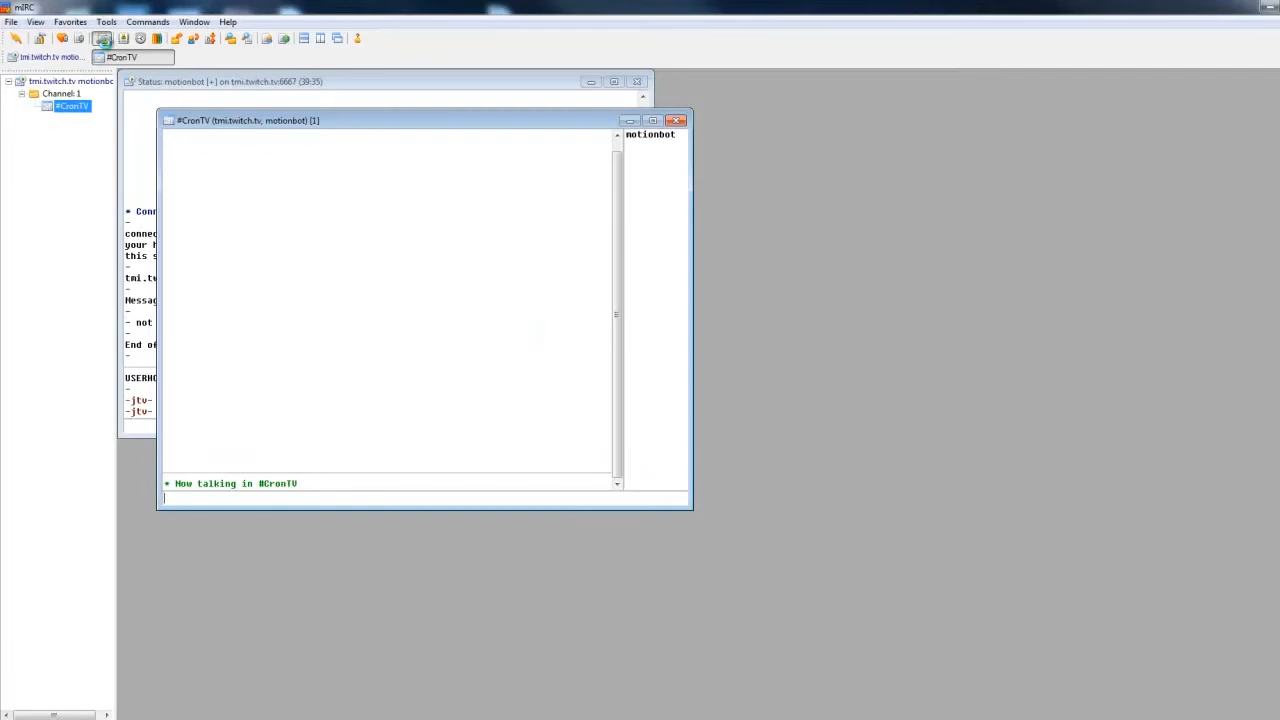 mIRC
File View Favorites Tools Commands Window Help
tmi.twitch.tv motio... #CronTV
tmi.twitch.tv motionbc
Channel: 1
#CronTV
Status: motionbot [+] on tmi.twitch.tv:6667 (39:35)
#CronTV (tmi.twitch.tv, motionbot) [1]
motionbot
* Conn
-
connec
your h
this s
-
tmi.tw
-
Messag
-
- not
-
End of
-
USERHO
-
-jtv-
-jtv-
* Now talking in #CronTV